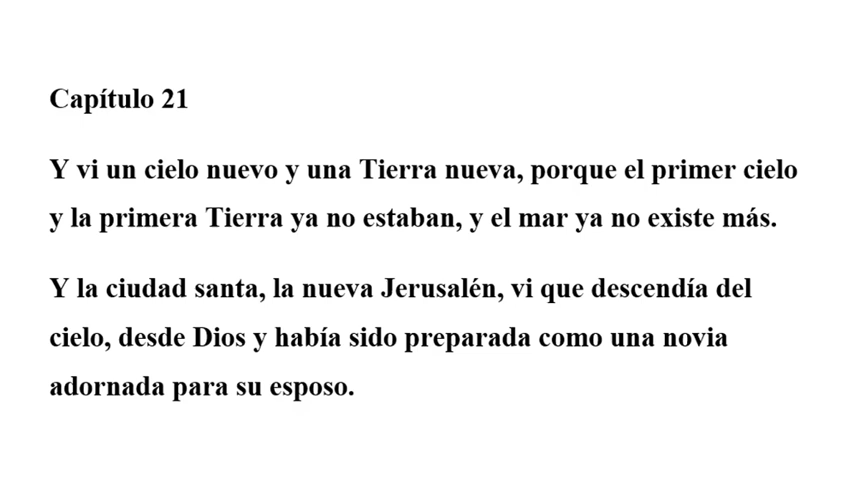 Capítulo 21
Y vi un cielo nuevo y una Tierra nueva, porque el primer cielo
y la primera Tierra ya no estaban, y el mar ya no existe más.
Y la ciudad santa, la nueva Jerusalén, vi que descendía del
cielo, desde Dios y había sido preparada como una novia
adornada para su esposo.